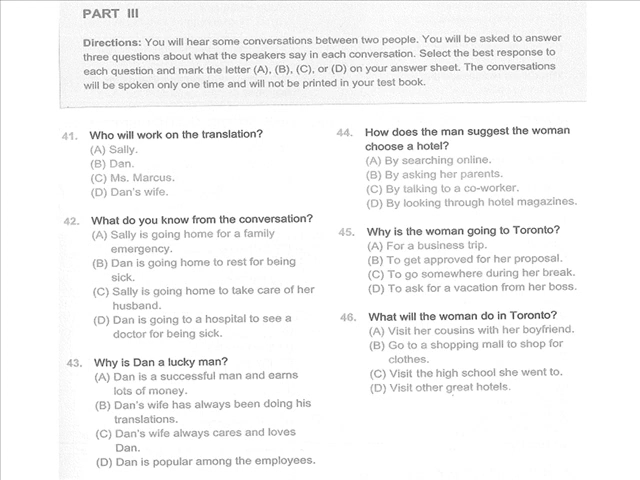 PART III
Directions: You will hear some conversations between two people. You will be asked to answer
three questions about what the speakers say in each conversation. Select the best response to
each question and mark the letter (A), (B), (C), or (D) on your answer sheet. The conversations
will be spoken only one time and will not be printed in your test book.
41. Who will work on the translation?
(A) Sally.
(B) Dan.
(C) Ms. Marcus.
(D) Dan's wife.
42. What do you know from the conversation?
(A) Sally is going home for a family
emergency.
(B) Dan is going home to rest for being
sick.
(C) Sally is going home to take care of her
husband.
(D) Dan is going to a hospital to see a
doctor for being sick.
43. Why is Dan a lucky man?
(A) Dan is a successful man and earns
lots of money.
(B) Dan's wife has always been doing his
translations.
(C) Dan's wife always cares and loves
Dan.
(D) Dan is popular among the employees.
44. How does the man suggest the woman
choose a hotel?
(A) By searching online.
(B) By asking her parents.
(C) By talking to a co-worker.
(D) By looking through hotel magazines.
45. Why is the woman going to Toronto?
(A) For a business trip.
(B) To get approved for her proposal.
(C) To go somewhere during her break.
(D) To ask for a vacation from her boss.
46. What will the woman do in Toronto?
(A) Visit her cousins with her boyfriend.
(B) Go to a shopping mall to shop for
clothes.
(C) Visit the high school she went to.
(D) Visit other great hotels.